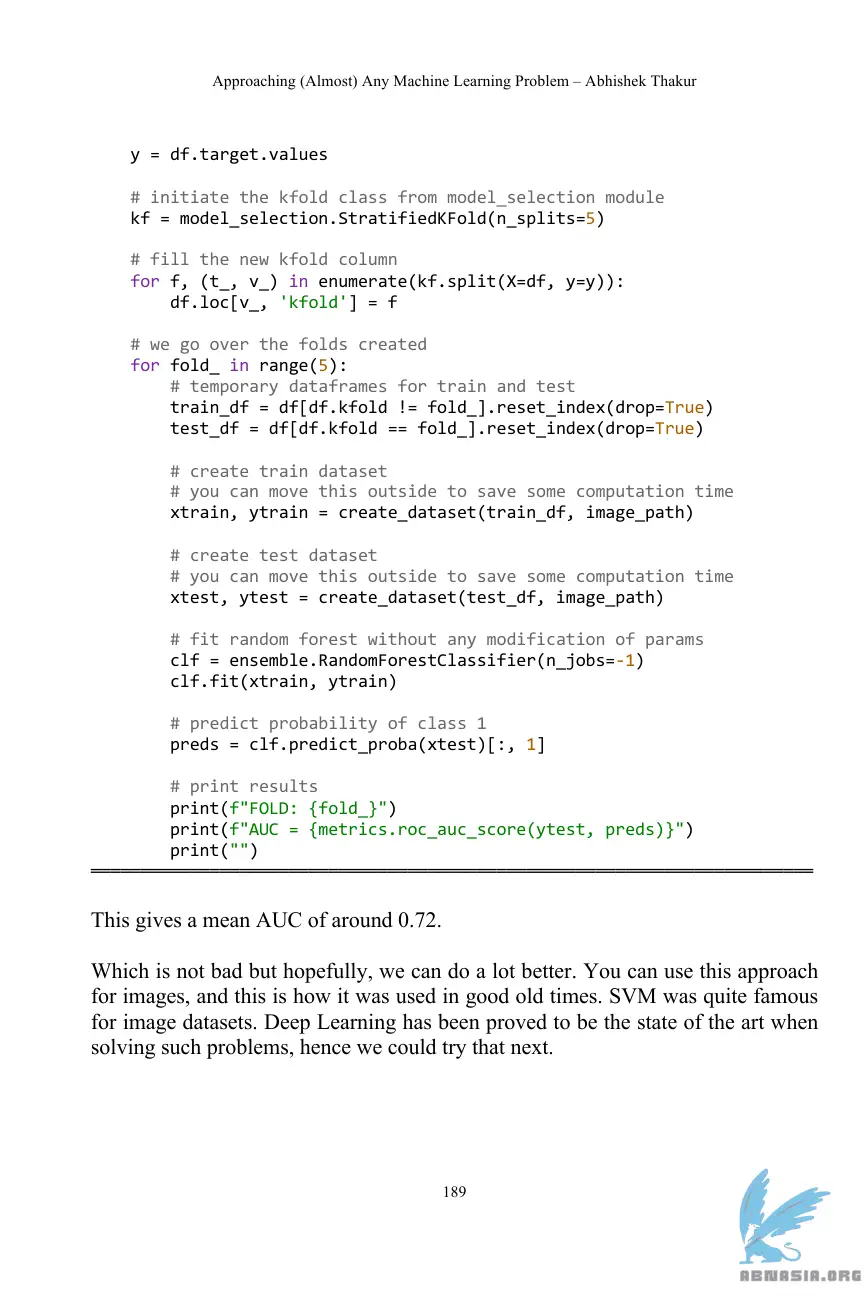 Approaching (Almost) Any Machine Learning Problem – Abhishek Thakur
y = df.target.values
# initiate the kfold class from model_selection module
kf = model_selection.StratifiedKFold(n_splits=5)
# fill the new kfold column
for f, (t_, v_) in enumerate(kf.split(X=df, y=y)):
    df.loc[v_, 'kfold'] = f
# we go over the folds created
for fold_ in range(5):
    # temporary dataframes for train and test
    train_df = df[df.kfold != fold_].reset_index(drop=True)
    test_df = df[df.kfold == fold_].reset_index(drop=True)
    # create train dataset
    # you can move this outside to save some computation time
    xtrain, ytrain = create_dataset(train_df, image_path)
    # create test dataset
    # you can move this outside to save some computation time
    xtest, ytest = create_dataset(test_df, image_path)
    # fit random forest without any modification of params
    clf = ensemble.RandomForestClassifier(n_jobs=-1)
    clf.fit(xtrain, ytrain)
    # predict probability of class 1
    preds = clf.predict_proba(xtest)[:, 1]
    # print results
    print(f"FOLD: {fold_}")
    print(f"AUC = {metrics.roc_auc_score(ytest, preds)}")
    print("")
This gives a mean AUC of around 0.72.
Which is not bad but hopefully, we can do a lot better. You can use this approach
for images, and this is how it was used in good old times. SVM was quite famous
for image datasets. Deep Learning has been proved to be the state of the art when
solving such problems, hence we could try that next.
189
ABNASIA.ORG